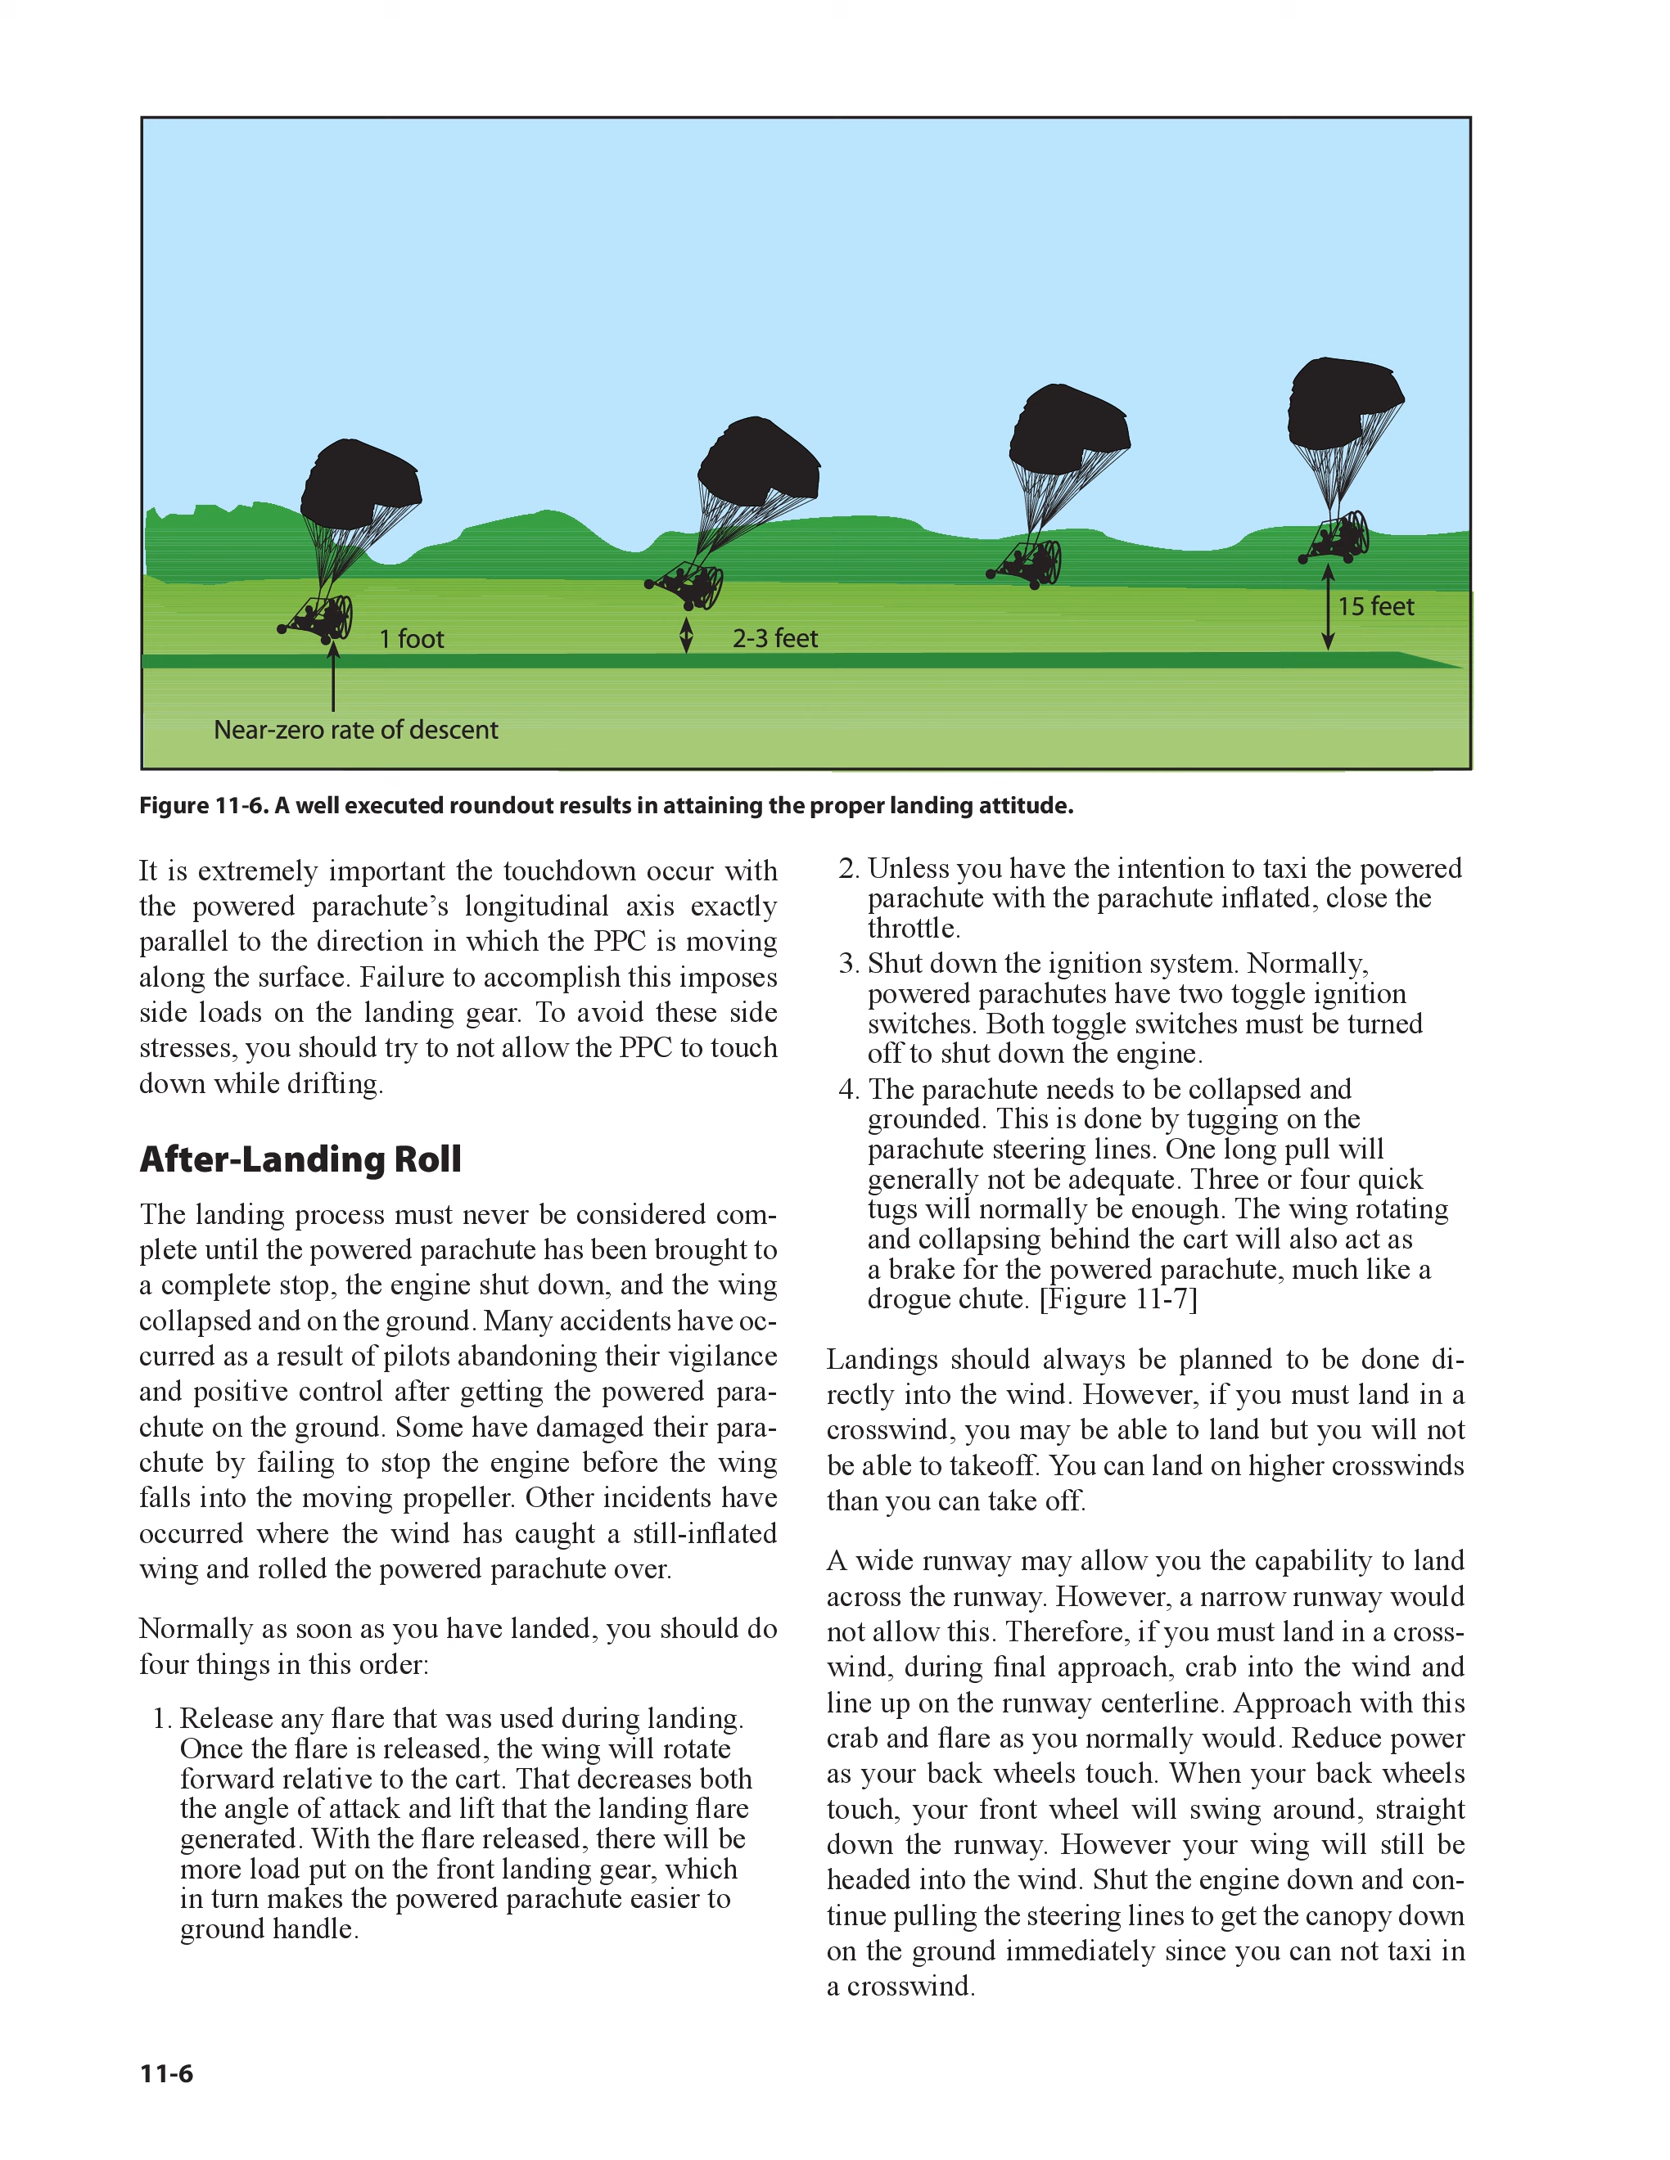 15 feet
1 foot
2-3 feet
Near-zero rate of descent
Figure 11-6. A well executed roundout results in attaining the proper landing attitude.
It is extremely important the touchdown occur with
the powered parachute's longitudinal axis exactly
parallel to the direction in which the PPC is moving
along the surface. Failure to accomplish this imposes
side loads on the landing gear. To avoid these side
stresses, you should try to not allow the PPC to touch
down while drifting.
After-Landing Roll
The landing process must never be considered com-
plete until the powered parachute has been brought to
a complete stop, the engine shut down, and the wing
collapsed and on the ground. Many accidents have oc-
curred as a result of pilots abandoning their vigilance
and positive control after getting the powered para-
chute on the ground. Some have damaged their para-
chute by failing to stop the engine before the wing
falls into the moving propeller. Other incidents have
occurred where the wind has caught a still-inflated
wing and rolled the powered parachute over.
Normally as soon as you have landed, you should do
four things in this order:
1. Release any flare that was used during landing.
Once the flare is released, the wing will rotate
forward relative to the cart. That decreases both
the angle of attack and lift that the landing flare
generated. With the flare released, there will be
more load put on the front landing gear, which
in turn makes the powered parachute easier to
ground handle.
2. Unless you have the intention to taxi the powered
parachute with the parachute inflated, close the
throttle.
3. Shut down the ignition system. Normally,
powered parachutes have two toggle ignition
switches. Both toggle switches must be turned
off to shut down the engine.
4. The parachute needs to be collapsed and
grounded. This is done by tugging on the
parachute steering lines. One long pull will
generally not be adequate. Three or four quick
tugs will normally be enough. The wing rotating
and collapsing behind the cart will also act as
a brake for the powered parachute, much like a
drogue chute. [Figure 11-7]
Landings should always be planned to be done di-
rectly into the wind. However, if you must land in a
crosswind, you may be able to land but you will not
be able to takeoff. You can land on higher crosswinds
than you can take off.
A wide runway may allow you the capability to land
across the runway. However, a narrow runway would
not allow this. Therefore, if you must land in a cross-
wind, during final approach, crab into the wind and
line up on the runway centerline. Approach with this
crab and flare as you normally would. Reduce power
as your back wheels touch. When your back wheels
touch, your front wheel will swing around, straight
down the runway. However your wing will still be
headed into the wind. Shut the engine down and con-
tinue pulling the steering lines to get the canopy down
on the ground immediately since you can not taxi in
a crosswind.
11-6